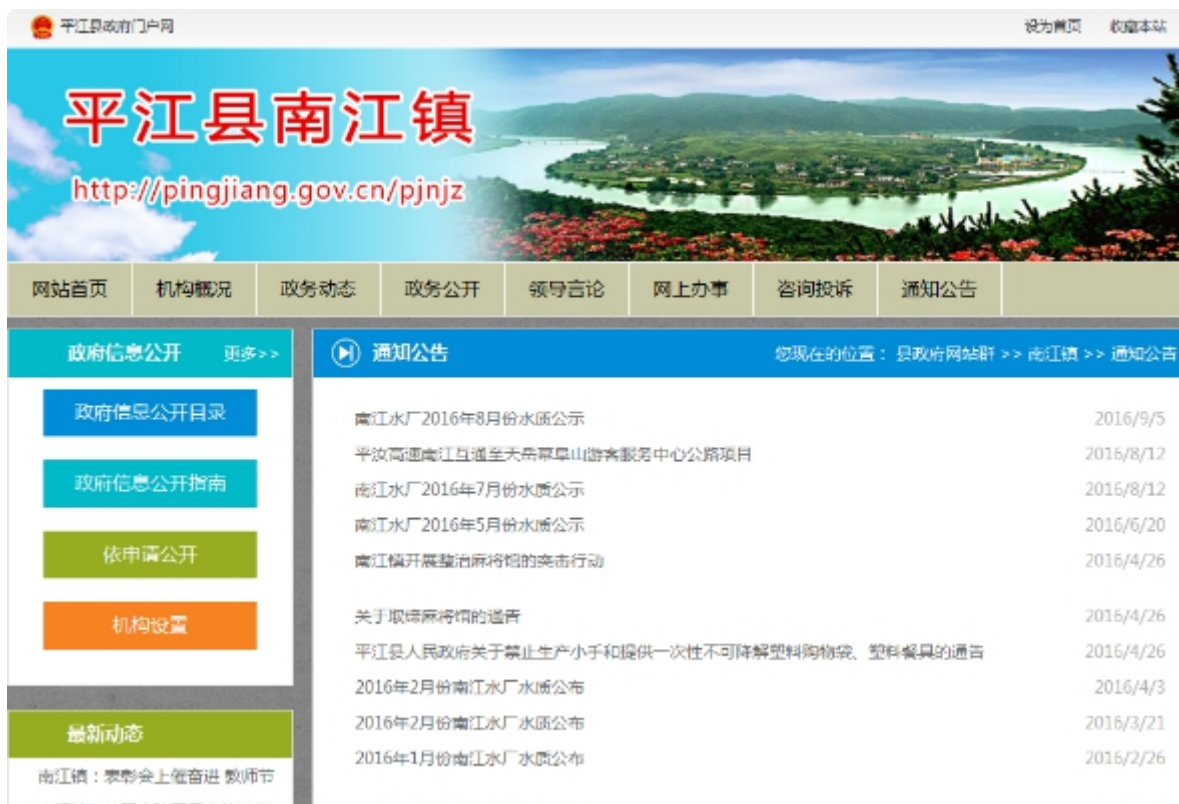 平江县政府门户网
设为首页 收藏本站
平江县南江镇
http://pingjiang.gov.cn/pjnjz
网站首页 机构概况 政务动态 政务公开 领导言论 网上办事 咨询投诉 通知公告
政府信息公开 更多>>
政府信息公开目录
政府信息公开指南
依申请公开
机构设置
最新动态
南江镇：表彰会上催奋进 教师节
通知公告 您现在的位置： 县政府网站群 >> 南江镇 >> 通知公告
南江水厂2016年8月份水质公示 2016/9/5
平汝高速南江互通至天岳幕阜山游客服务中心公路项目 2016/8/12
南江水厂2016年7月份水质公示 2016/8/12
南江水厂2016年5月份水质公示 2016/6/20
南江镇开展整治麻将馆的突击行动 2016/4/26
关于取缔麻将馆的通告 2016/4/26
平江县人民政府关于禁止生产小手和提供一次性不可降解塑料购物袋、塑料餐具的通告 2016/4/26
2016年2月份南江水厂水质公布 2016/4/3
2016年2月份南江水厂水质公布 2016/3/21
2016年1月份南江水厂水质公布 2016/2/26